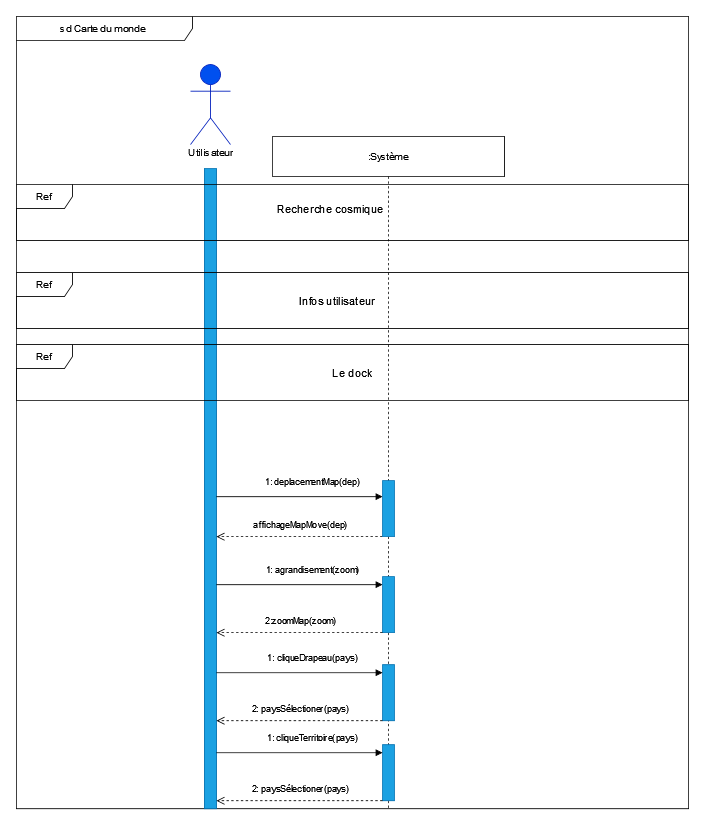 sd Carte du monde
Utilisateur
:Système
Ref
Recherche cosmique
Ref
Infos utilisateur
Ref
Le dock
1: deplacementMap(dep)
affichageMapMove(dep)
1: agrandisement(zoom)
2:zoomMap(zoom)
1: cliqueDrapeau(pays)
2: paysSélectioner(pays)
1: cliqueTerritoire(pays)
2: paysSélectioner(pays)